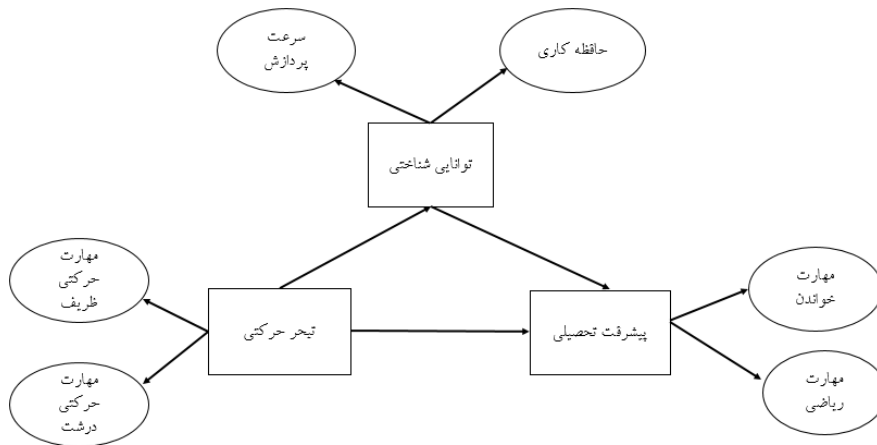 سرعت
پردازش
حافظه کاری
توانایی شناختی
مهارت
حرکتی
ظریف
تبحر حرکتی
پیشرفت تحصیلی
مهارت
خواندن
مهارت
حرکتی
درشت
مهارت
ریاضی